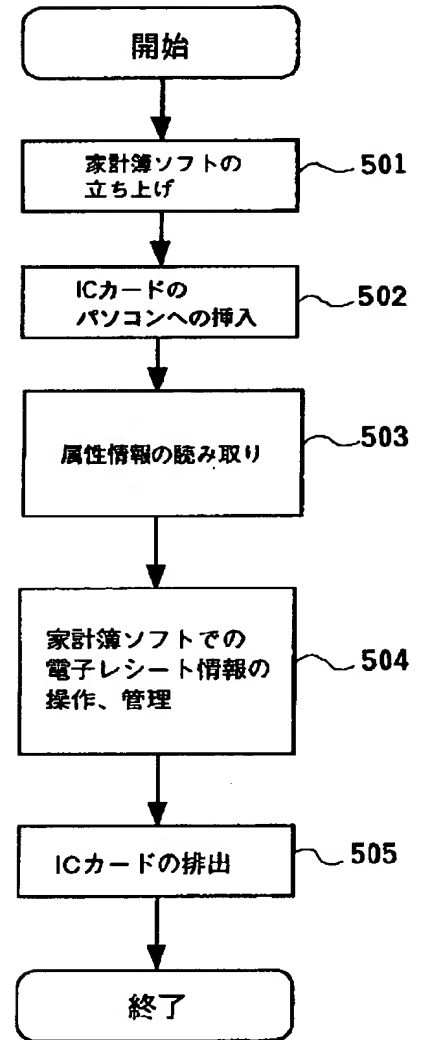 開始
家計簿ソフトの
立ち上げ
501
ICカードの
パソコンへの挿入
502
属性情報の読み取り
503
家計簿ソフトでの
電子レシート情報の
操作、管理
504
ICカードの排出
505
終了